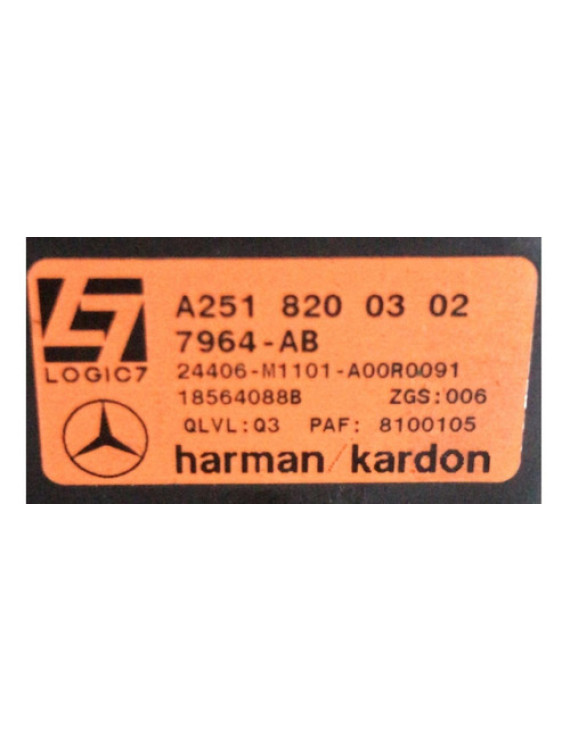 A251 820 03 02
7964-AB
LOGIC7
24406-M1101-A00R0091
18564088B ZGS:006
QLVL:Q3 PAF: 8100105
harman/kardon